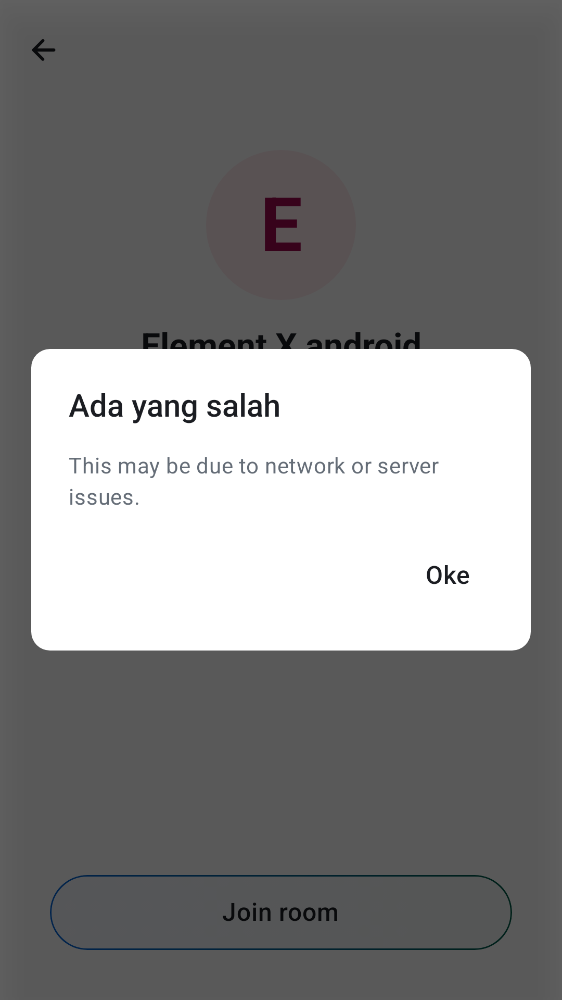 E
Element X android
Ada yang salah
This may be due to network or server
issues.
Oke
Join room